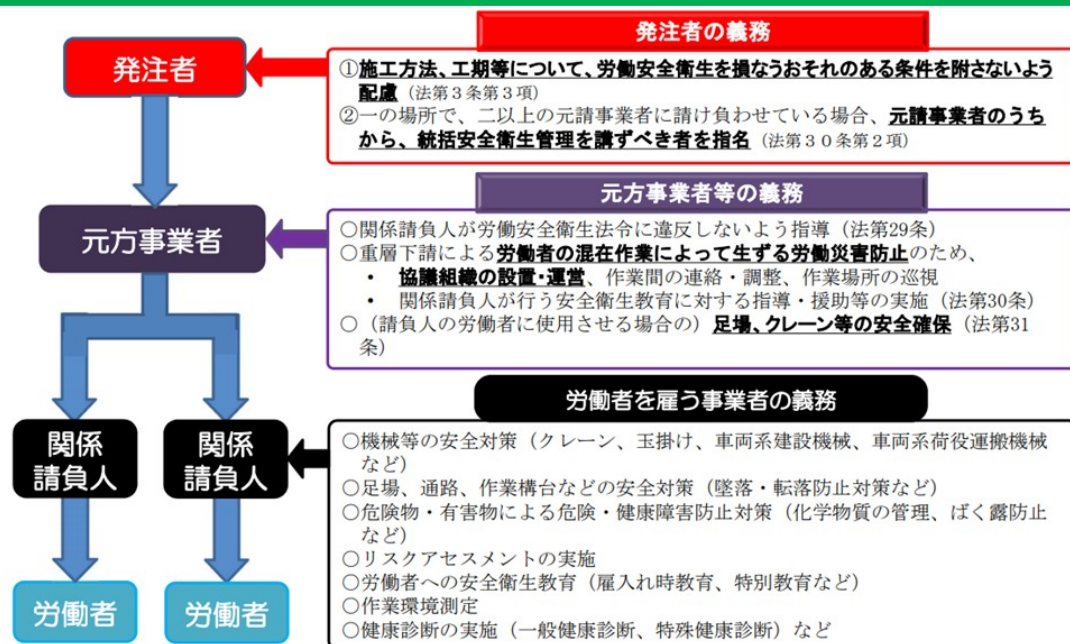 発注者
発注者の義務
①施工方法、工期等について、労働安全衛生を損なうおそれのある条件を附さないよう
配慮（法第３条第３項）
②一の場所で、二以上の元請事業者に請け負わせている場合、元請事業者のうち
から、統括安全衛生管理を講ずべき者を指名（法第３０条第２項）
元方事業者
元方事業者等の義務
○関係請負人が労働安全衛生法令に違反しないよう指導（法第29条）
○重層下請による労働者の混在作業によって生ずる労働災害防止のため、
・ 協議組織の設置・運営、作業間の連絡・調整、作業場所の巡視
・ 関係請負人が行う安全衛生教育に対する指導・援助等の実施（法第30条）
○（請負人の労働者に使用させる場合の）足場、クレーン等の安全確保（法第31
条）
関係
請負人
関係
請負人
労働者を雇う事業者の義務
○機械等の安全対策（クレーン、玉掛け、車両系建設機械、車両系荷役運搬機械
など）
○足場、通路、作業構台などの安全対策（墜落・転落防止対策など）
○危険物・有害物による危険・健康障害防止対策（化学物質の管理、ばく露防止
など）
○リスクアセスメントの実施
○労働者への安全衛生教育（雇入れ時教育、特別教育など）
○作業環境測定
○健康診断の実施（一般健康診断、特殊健康診断）など
労働者
労働者